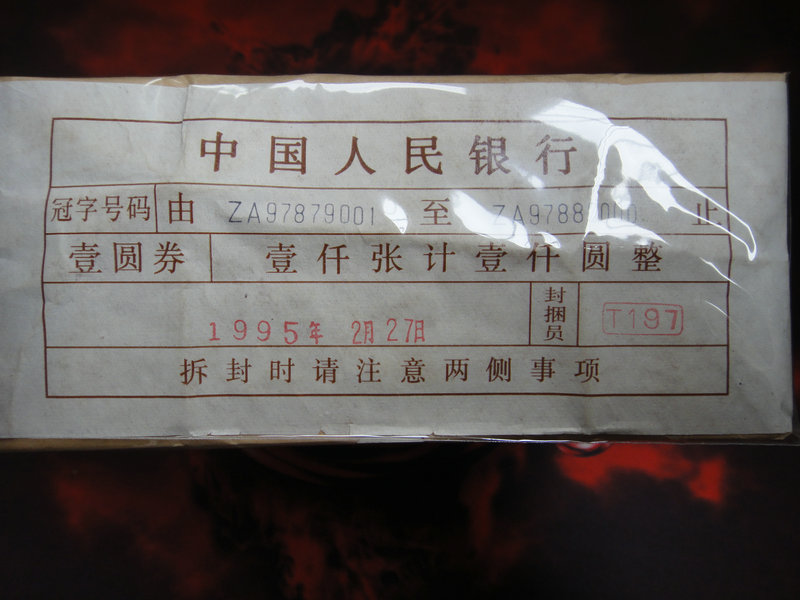 中国人民银行
冠字号码 由 ZA97879001 至 ZA9788 000 止
壹圆券 壹仟张计壹仟圆整
1995年 2月27日 封捆员 T197
拆封时请注意两侧事项